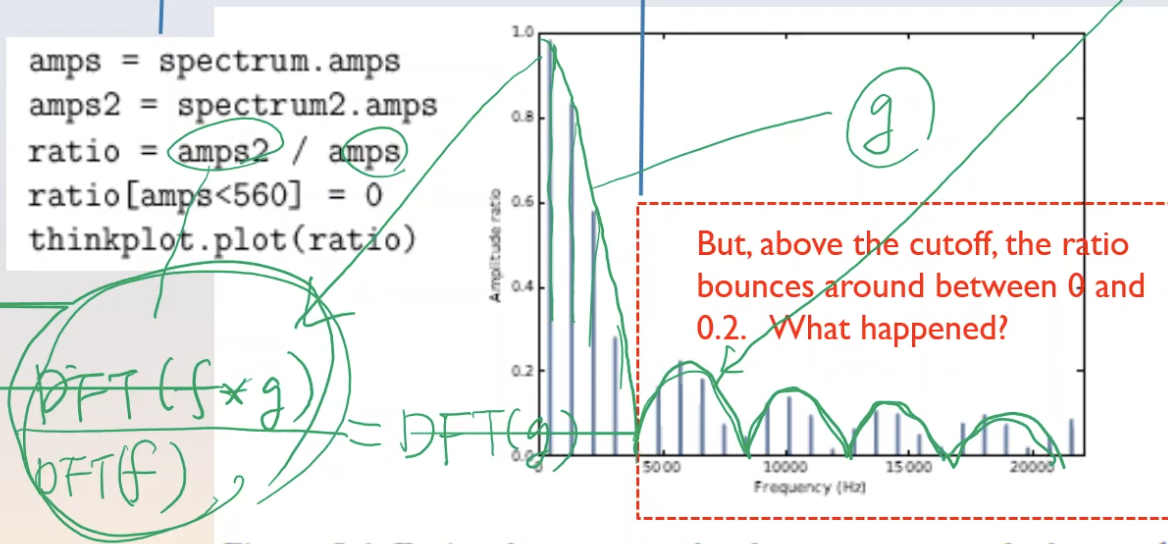 amps = spectrum.amps
amps2 = spectrum2.amps
ratio = amps2 / amps
ratio[amps<560] = 0
thinkplot.plot(ratio)
DFT(f*g)
DFT(f)
= DFT(g)
1.0
0.8
0.6
0.4
0.2
0.0
Amplitude ratio
g
But, above the cutoff, the ratio
bounces around between 0 and
0.2. What happened?
0 5000 10000 15000 20000
Frequency (Hz)